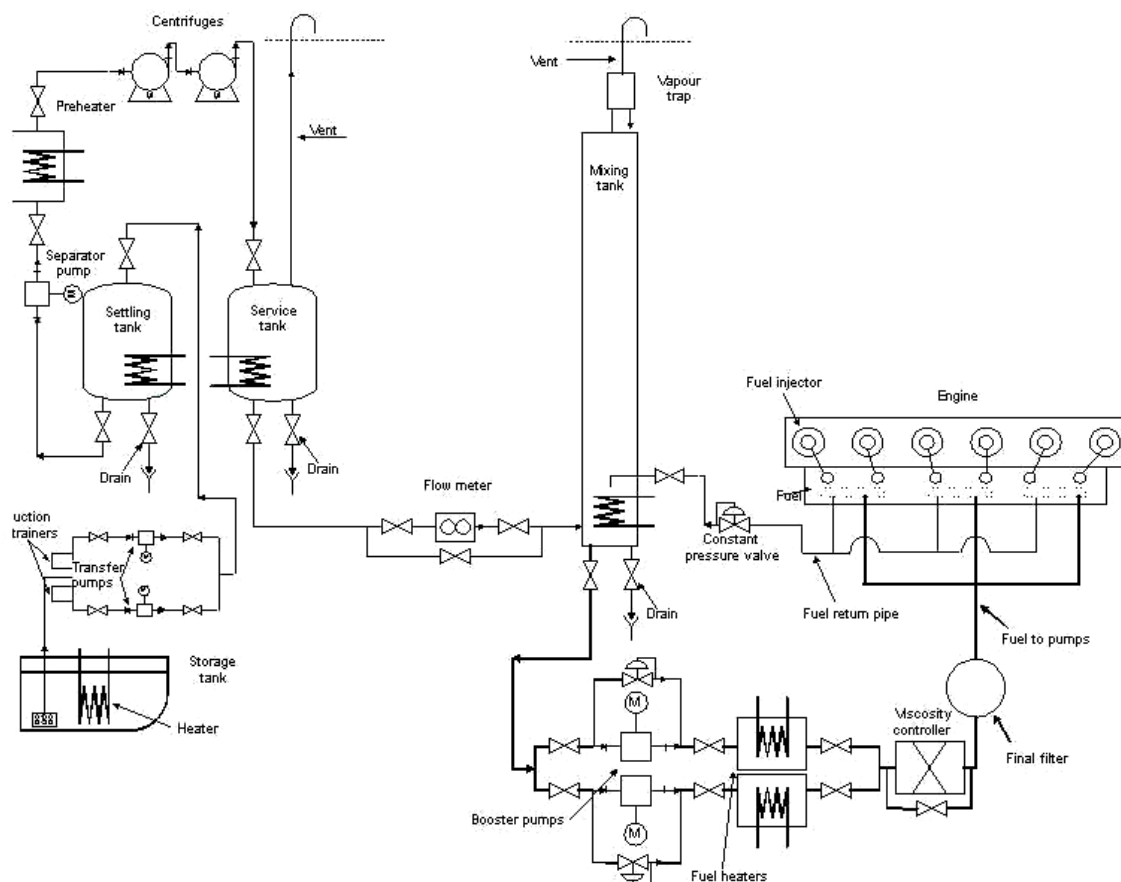 Centrifuges
Vent
Vapour
trap
Preheater
Vent
Mixing
tank
Separator
pump
Settling
tank
Service
tank
Fuel injector
Engine
Drain
Drain
Flow meter
Fuel
uction
trainers
Transfer
pumps
Constant
pressure valve
Drain
Fuel return pipe
Fuel to pumps
Storage
tank
Heater
M
Viscosity
controller
Final filter
Booster pumps
M
Fuel heaters